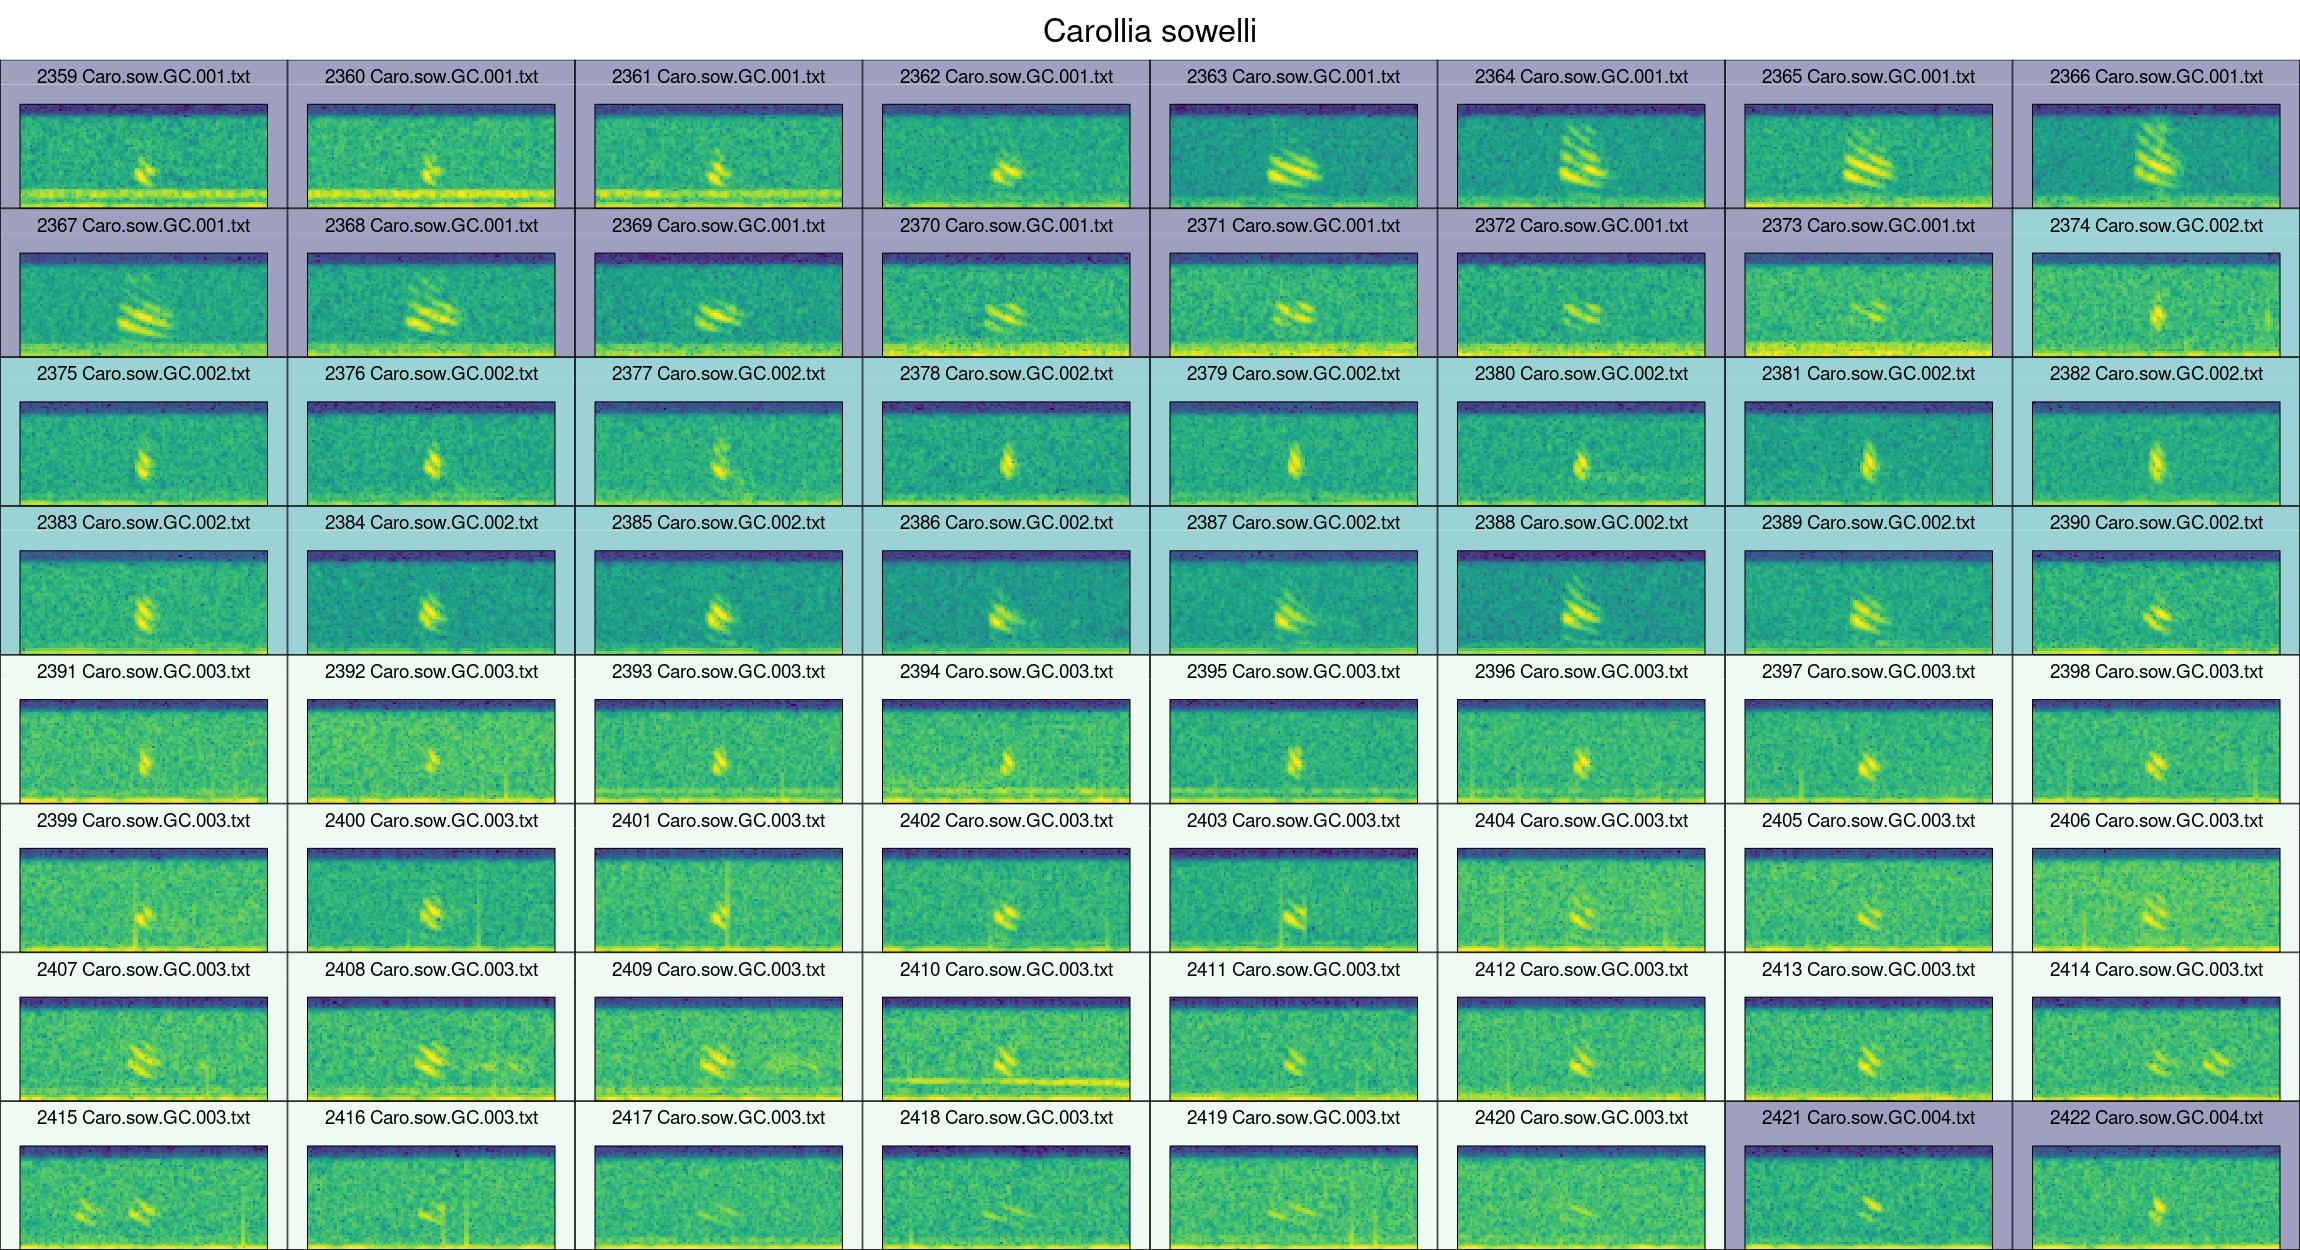 Carollia sowelli
2359 Caro.sow.GC.001.txt 2360 Caro.sow.GC.001.txt 2361 Caro.sow.GC.001.txt 2362 Caro.sow.GC.001.txt 2363 Caro.sow.GC.001.txt 2364 Caro.sow.GC.001.txt 2365 Caro.sow.GC.001.txt 2366 Caro.sow.GC.001.txt
2367 Caro.sow.GC.001.txt 2368 Caro.sow.GC.001.txt 2369 Caro.sow.GC.001.txt 2370 Caro.sow.GC.001.txt 2371 Caro.sow.GC.001.txt 2372 Caro.sow.GC.001.txt 2373 Caro.sow.GC.001.txt 2374 Caro.sow.GC.002.txt
2375 Caro.sow.GC.002.txt 2376 Caro.sow.GC.002.txt 2377 Caro.sow.GC.002.txt 2378 Caro.sow.GC.002.txt 2379 Caro.sow.GC.002.txt 2380 Caro.sow.GC.002.txt 2381 Caro.sow.GC.002.txt 2382 Caro.sow.GC.002.txt
2383 Caro.sow.GC.002.txt 2384 Caro.sow.GC.002.txt 2385 Caro.sow.GC.002.txt 2386 Caro.sow.GC.002.txt 2387 Caro.sow.GC.002.txt 2388 Caro.sow.GC.002.txt 2389 Caro.sow.GC.002.txt 2390 Caro.sow.GC.002.txt
2391 Caro.sow.GC.003.txt 2392 Caro.sow.GC.003.txt 2393 Caro.sow.GC.003.txt 2394 Caro.sow.GC.003.txt 2395 Caro.sow.GC.003.txt 2396 Caro.sow.GC.003.txt 2397 Caro.sow.GC.003.txt 2398 Caro.sow.GC.003.txt
2399 Caro.sow.GC.003.txt 2400 Caro.sow.GC.003.txt 2401 Caro.sow.GC.003.txt 2402 Caro.sow.GC.003.txt 2403 Caro.sow.GC.003.txt 2404 Caro.sow.GC.003.txt 2405 Caro.sow.GC.003.txt 2406 Caro.sow.GC.003.txt
2407 Caro.sow.GC.003.txt 2408 Caro.sow.GC.003.txt 2409 Caro.sow.GC.003.txt 2410 Caro.sow.GC.003.txt 2411 Caro.sow.GC.003.txt 2412 Caro.sow.GC.003.txt 2413 Caro.sow.GC.003.txt 2414 Caro.sow.GC.003.txt
2415 Caro.sow.GC.003.txt 2416 Caro.sow.GC.003.txt 2417 Caro.sow.GC.003.txt 2418 Caro.sow.GC.003.txt 2419 Caro.sow.GC.003.txt 2420 Caro.sow.GC.003.txt 2421 Caro.sow.GC.004.txt 2422 Caro.sow.GC.004.txt